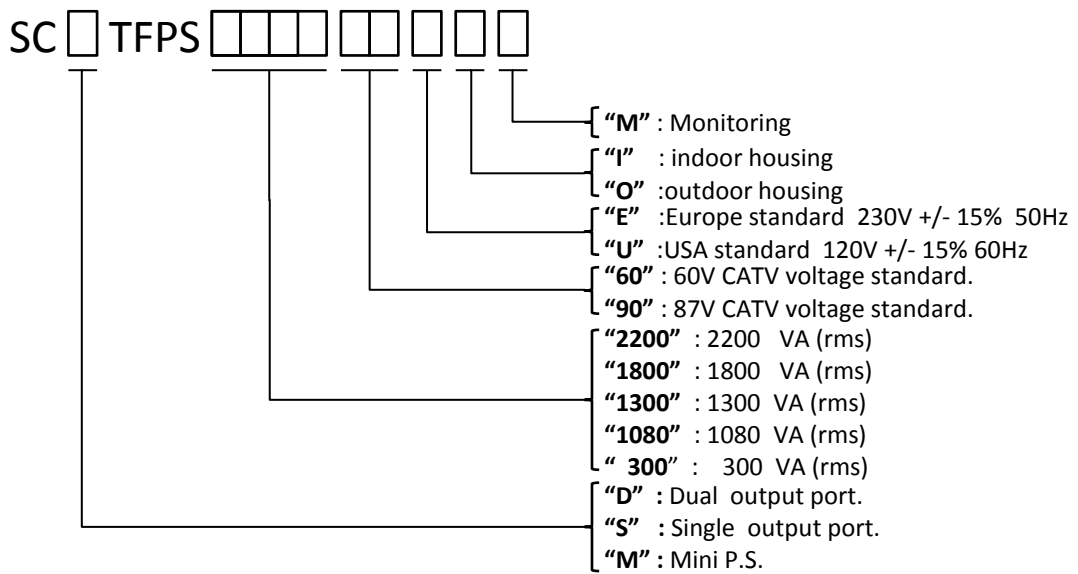 SC TFPS
“M” : Monitoring
“I” : indoor housing
“O” :outdoor housing
“E” :Europe standard 230V +/- 15% 50Hz
“U” :USA standard 120V +/- 15% 60Hz
“60” : 60V CATV voltage standard.
“90” : 87V CATV voltage standard.
“2200” : 2200 VA (rms)
“1800” : 1800 VA (rms)
“1300” : 1300 VA (rms)
“1080” : 1080 VA (rms)
“ 300” : 300 VA (rms)
“D” : Dual output port.
“S” : Single output port.
“M” : Mini P.S.